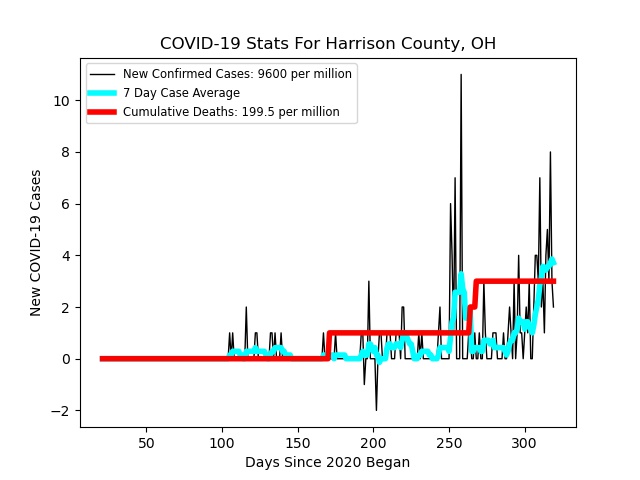 COVID-19 Stats For Harrison County, OH
New Confirmed Cases: 9600 per million
7 Day Case Average
Cumulative Deaths: 199.5 per million
New COVID-19 Cases
10
8
6
4
2
0
−2
50 100 150 200 250 300
Days Since 2020 Began